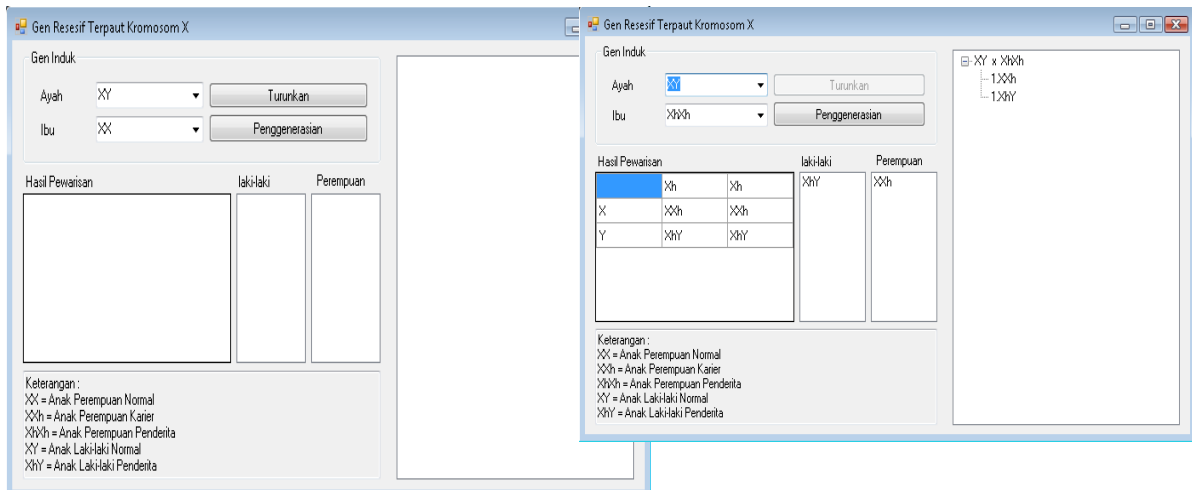 Gen Resesif Terpaut Kromosom X
Gen Induk
Ayah XY Turunkan
Ibu XX Penggenerasian
Hasil Pewarisan laki-laki Perempuan
Keterangan :
XX = Anak Perempuan Normal
XXh = Anak Perempuan Karier
XhXh = Anak Perempuan Penderita
XY = Anak Laki-laki Normal
XhY = Anak Laki-laki Penderita
Gen Resesif Terpaut Kromosom X
Gen Induk
Ayah XY Turunkan
Ibu XhXh Penggenerasian
Hasil Pewarisan laki-laki Perempuan
Xh Xh XhY XXh
X XXh XXh
Y XhY XhY
Keterangan :
XX = Anak Perempuan Normal
XXh = Anak Perempuan Karier
XhXh = Anak Perempuan Penderita
XY = Anak Laki-laki Normal
XhY = Anak Laki-laki Penderita
XY x XhXh
1.XXh
1.XhY